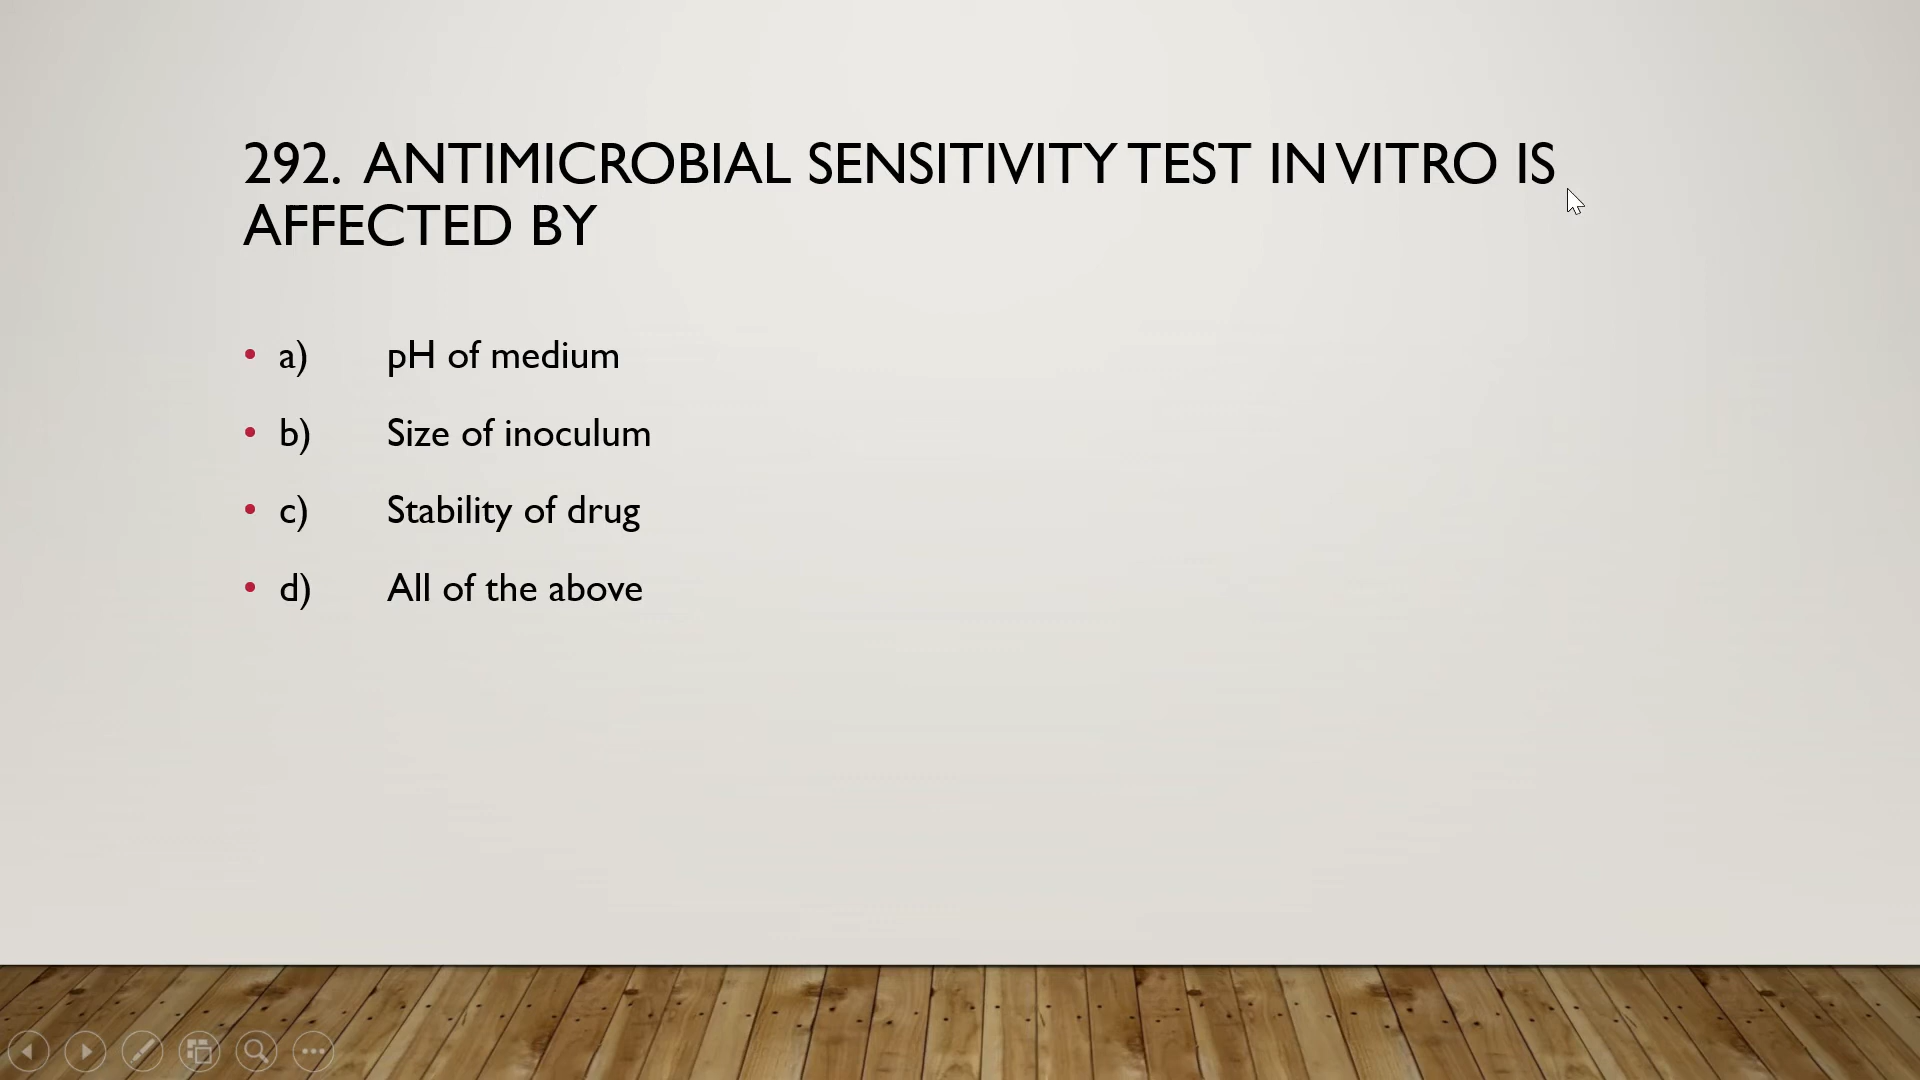 292. ANTIMICROBIAL SENSITIVITY TEST IN VITRO IS
AFFECTED BY
• a) pH of medium
• b) Size of inoculum
• c) Stability of drug
• d) All of the above